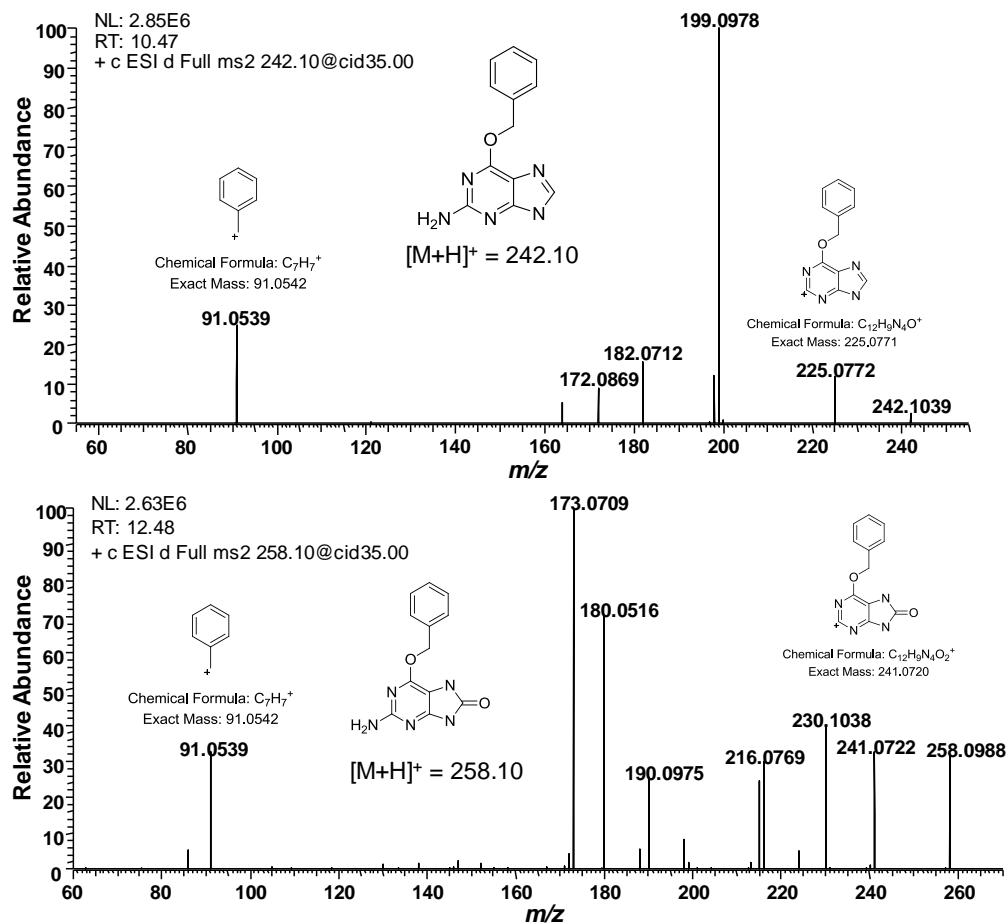 NL: 2.85E6
RT: 10.47
+ c ESI d Full ms2 242.10@cid35.00
Relative Abundance
100
90
80
70
60
50
40
30
20
10
0
199.0978
O
N
N
H₂N
N
N
[M+H]⁺ = 242.10
+
Chemical Formula: C₇H₇⁺
Exact Mass: 91.0542
91.0539
172.0869
182.0712
O
N
N
+
N
N
Chemical Formula: C₁₂H₉N₄O⁺
Exact Mass: 225.0771
225.0772
242.1039
60 80 100 120 140 160 180 200 220 240
m/z
NL: 2.63E6
RT: 12.48
+ c ESI d Full ms2 258.10@cid35.00
Relative Abundance
100
90
80
70
60
50
40
30
20
10
0
173.0709
180.0516
O
N
N
O
H₂N
N
N
[M+H]⁺ = 258.10
+
Chemical Formula: C₇H₇⁺
Exact Mass: 91.0542
91.0539
190.0975
216.0769
230.1038
241.0722
258.0988
O
N
N
O
+
N
N
Chemical Formula: C₁₂H₉N₄O₂⁺
Exact Mass: 241.0720
60 80 100 120 140 160 180 200 220 240 260
m/z